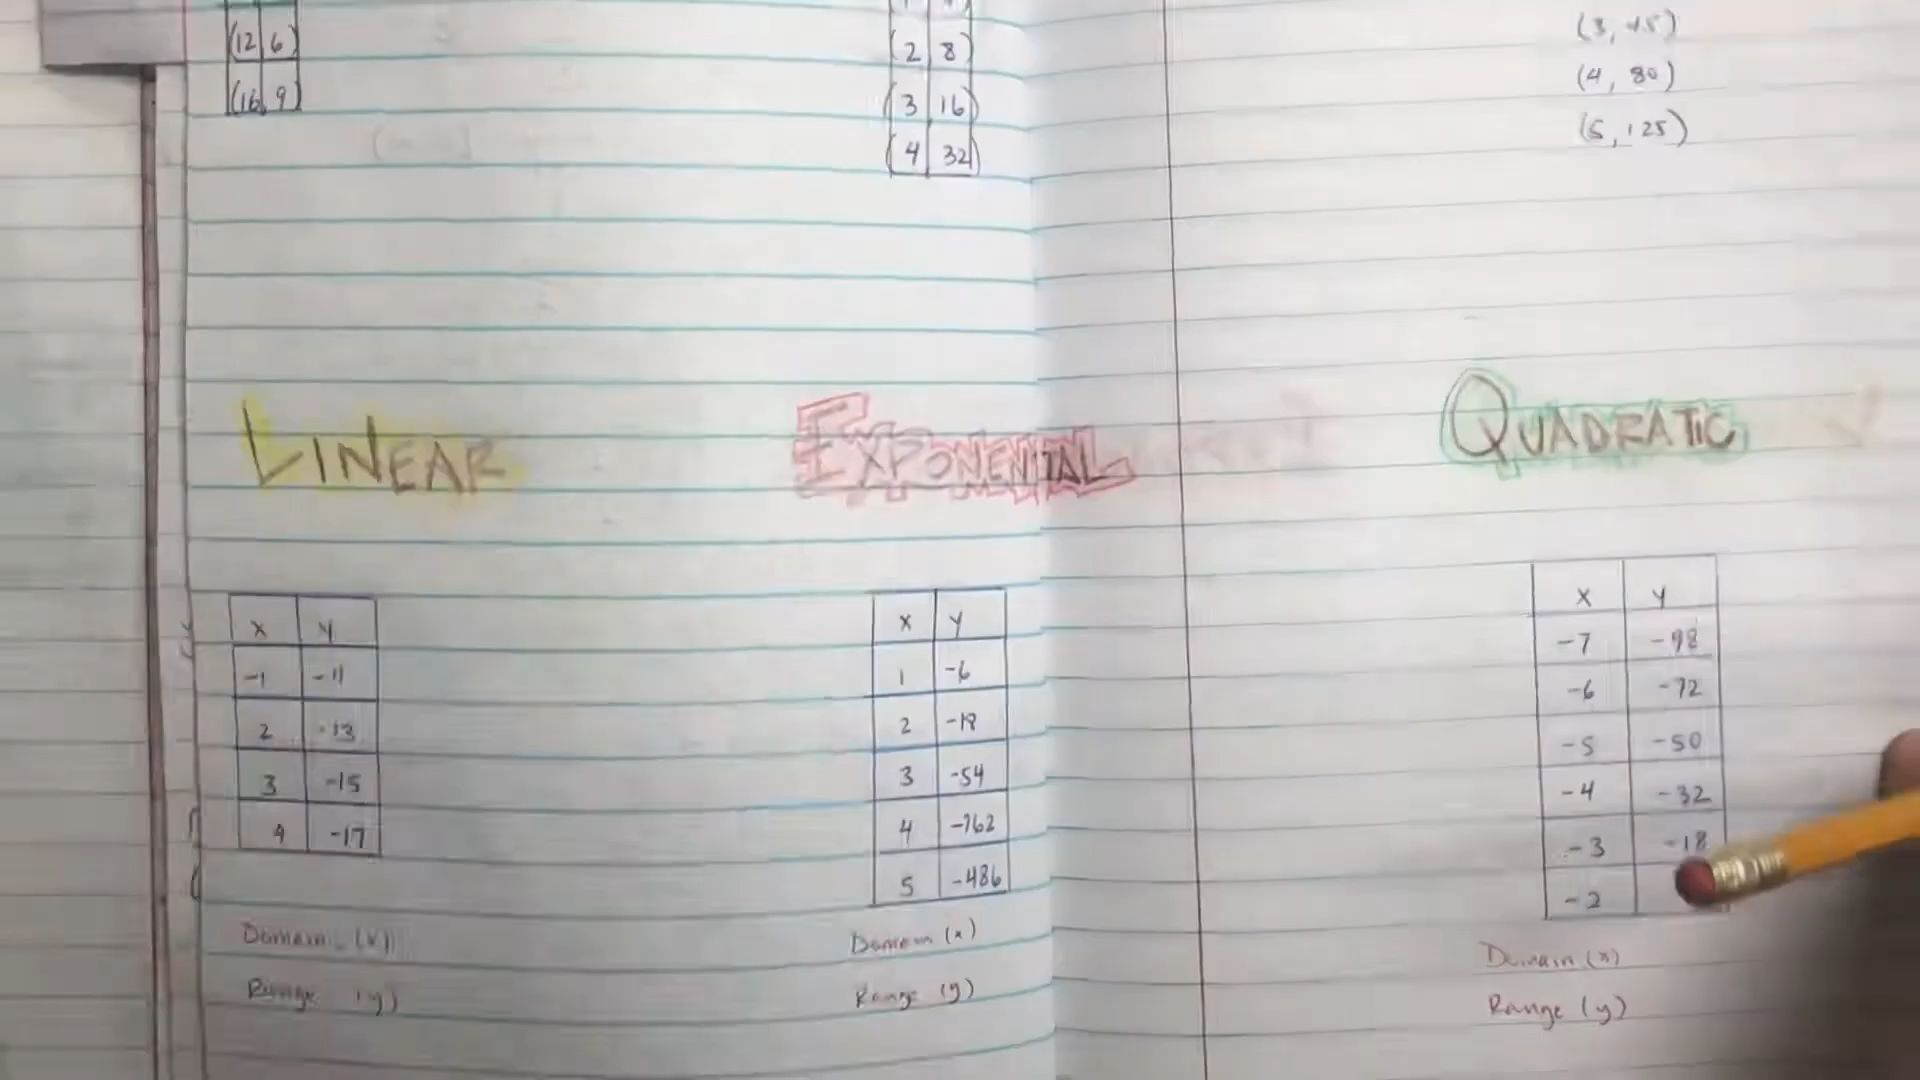 (12 6)
(16, 9)
(2 8)
(3 16)
(4 32)
(3, 45)
(4, 80)
(5, 125)
LINEAR
x y
-1 -11
2 -13
3 -15
4 -17
Domain (x)
Range (y)
EXPONENTIAL
x y
1 -6
2 -18
3 -54
4 -162
5 -486
Domain (x)
Range (y)
QUADRATIC
x y
-7 -98
-6 -72
-5 -50
-4 -32
-3 -18
-2
Domain (x)
Range (y)